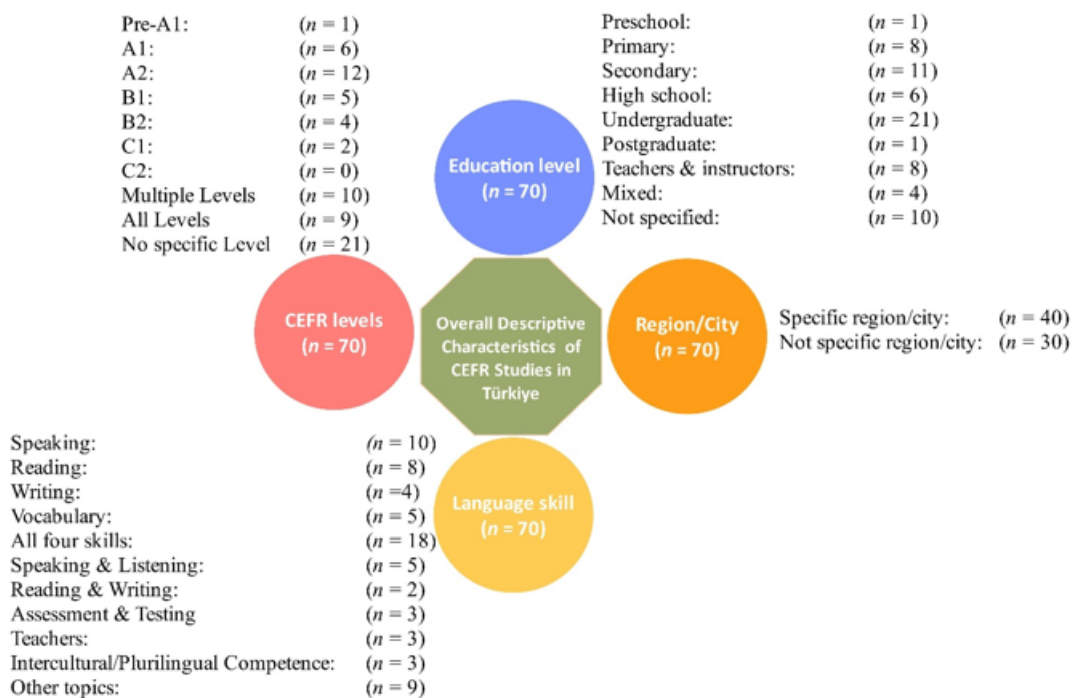 Pre-A1: (n = 1)
A1: (n = 6)
A2: (n = 12)
B1: (n = 5)
B2: (n = 4)
C1: (n = 2)
C2: (n = 0)
Multiple Levels (n = 10)
All Levels (n = 9)
No specific Level (n = 21)
Preschool: (n = 1)
Primary: (n = 8)
Secondary: (n = 11)
High school: (n = 6)
Undergraduate: (n = 21)
Postgraduate: (n = 1)
Teachers & instructors: (n = 8)
Mixed: (n = 4)
Not specified: (n = 10)
Education level
(n = 70)
CEFR levels
(n = 70)
Overall Descriptive
Characteristics of
CEFR Studies in
Türkiye
Region/City
(n = 70)
Specific region/city: (n = 40)
Not specific region/city: (n = 30)
Speaking: (n = 10)
Reading: (n = 8)
Writing: (n =4)
Vocabulary: (n = 5)
All four skills: (n = 18)
Speaking & Listening: (n = 5)
Reading & Writing: (n = 2)
Assessment & Testing (n = 3)
Teachers: (n = 3)
Intercultural/Plurilingual Competence: (n = 3)
Other topics: (n = 9)
Language skill
(n = 70)